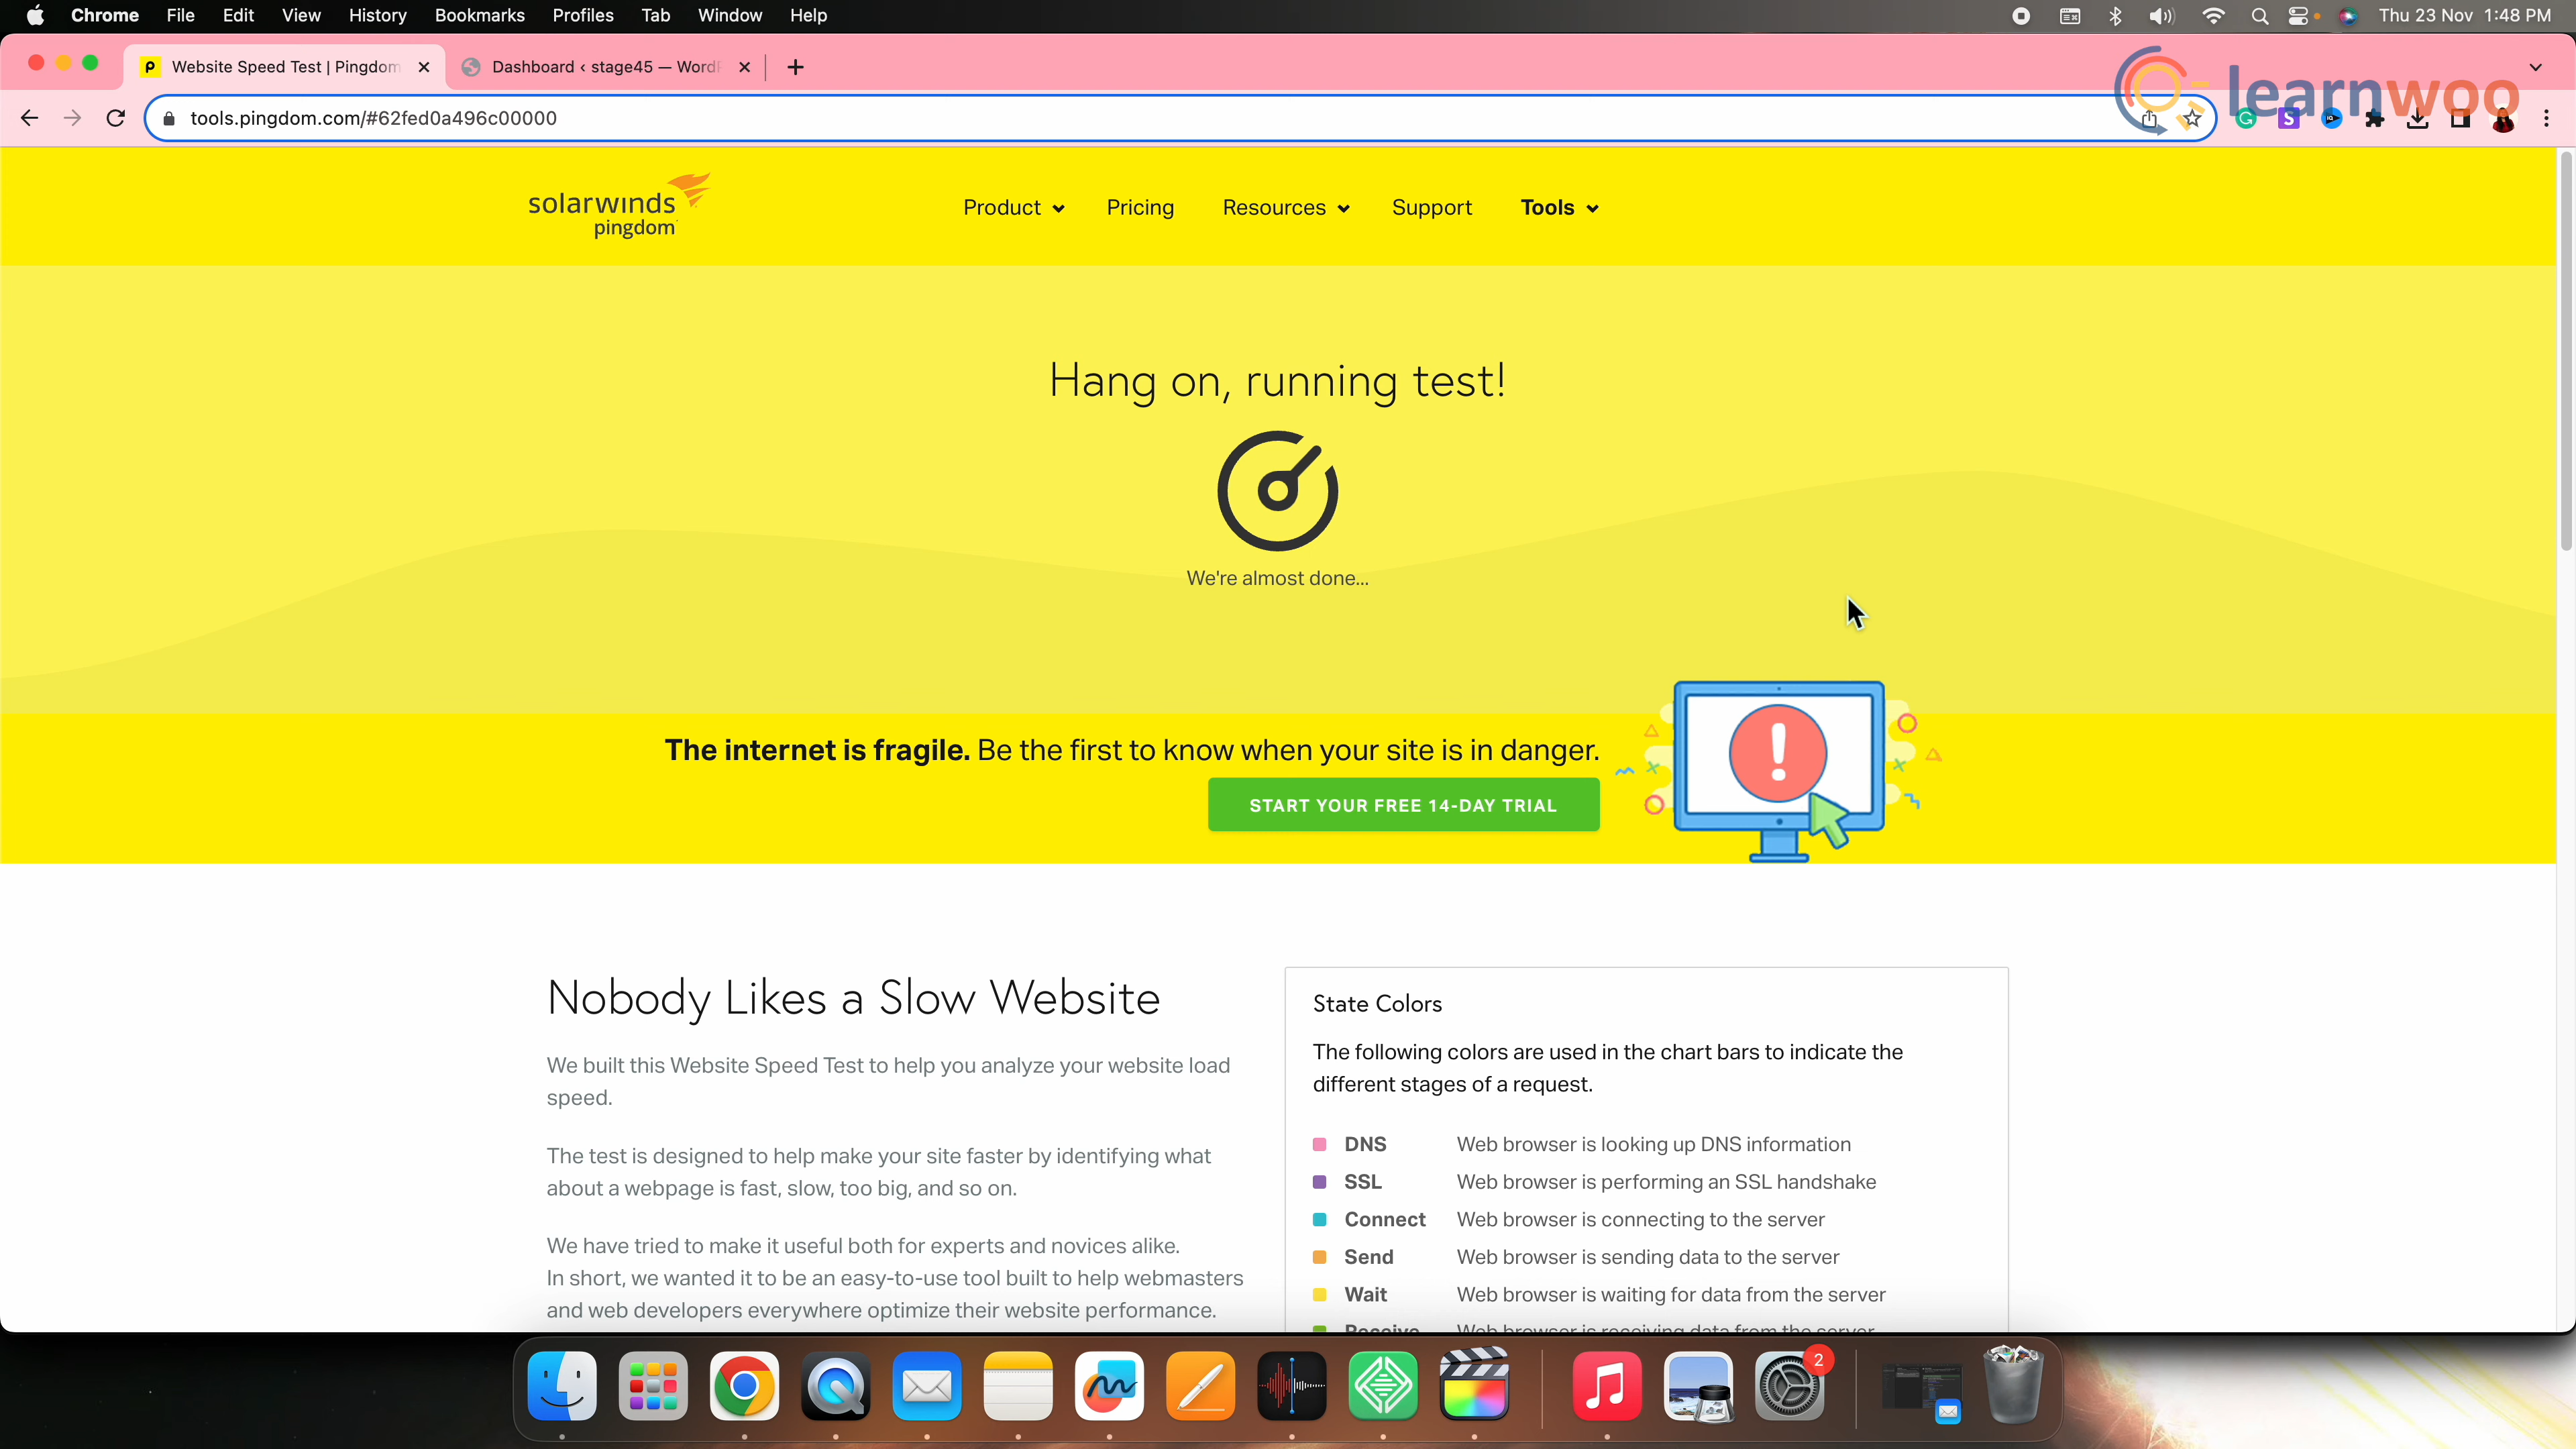 Chrome File Edit View History Bookmarks Profiles Tab Window Help Thu 23 Nov 1:48 PM
Website Speed Test | Pingdom
Dashboard ‹ stage45 — WordP
learnwoo
tools.pingdom.com/#62fed0a496c00000
solarwinds
pingdom
Product Pricing Resources Support Tools
Hang on, running test!
We're almost done...
The internet is fragile. Be the first to know when your site is in danger.
START YOUR FREE 14-DAY TRIAL
Nobody Likes a Slow Website
We built this Website Speed Test to help you analyze your website load
speed.
The test is designed to help make your site faster by identifying what
about a webpage is fast, slow, too big, and so on.
We have tried to make it useful both for experts and novices alike.
In short, we wanted it to be an easy-to-use tool built to help webmasters
and web developers everywhere optimize their website performance.
State Colors
The following colors are used in the chart bars to indicate the
different stages of a request.
DNS Web browser is looking up DNS information
SSL Web browser is performing an SSL handshake
Connect Web browser is connecting to the server
Send Web browser is sending data to the server
Wait Web browser is waiting for data from the server
Receive Web browser is receiving data from the server
2